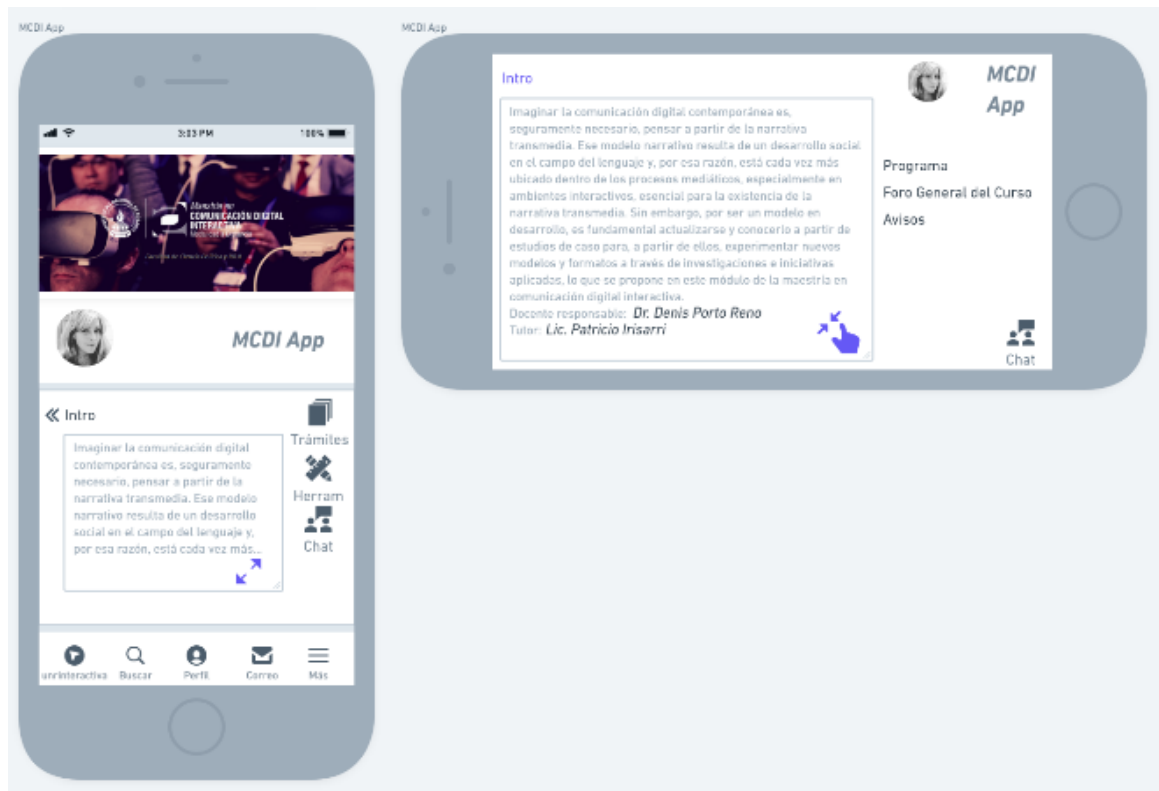 MCDI App
3:03 PM
100%
Maestría en
COMUNICACIÓN DIGITAL
INTERACTIVA
MCDI App
Intro
Trámites
Herram
Chat
Imaginar la comunicación digital
contemporánea es, seguramente
necesario, pensar a partir de la
narrativa transmedia. Ese modelo
narrativo resulta de un desarrollo
social en el campo del lenguaje y,
por esa razón, está cada vez más...
unrinteractiva
Buscar
Perfil
Correo
Más
MCDI App
Intro
Imaginar la comunicación digital contemporánea es,
seguramente necesario, pensar a partir de la narrativa
transmedia. Ese modelo narrativo resulta de un desarrollo social
en el campo del lenguaje y, por esa razón, está cada vez más
ubicado dentro de los procesos mediáticos, especialmente en
ambientes interactivos, esencial para la existencia de la
narrativa transmedia. Sin embargo, por ser un modelo en
desarrollo, es fundamental actualizarse y conocerlo a partir de
estudios de caso para, a partir de ellos, experimentar nuevos
modelos y formatos a través de investigaciones e iniciativas
aplicadas, lo que se propone en este módulo de la maestría en
comunicación digital interactiva.
Docente responsable: Dr. Denis Porto Reno
Tutor: Lic. Patricio Irisarri
MCDI
App
Programa
Foro General del Curso
Avisos
Chat